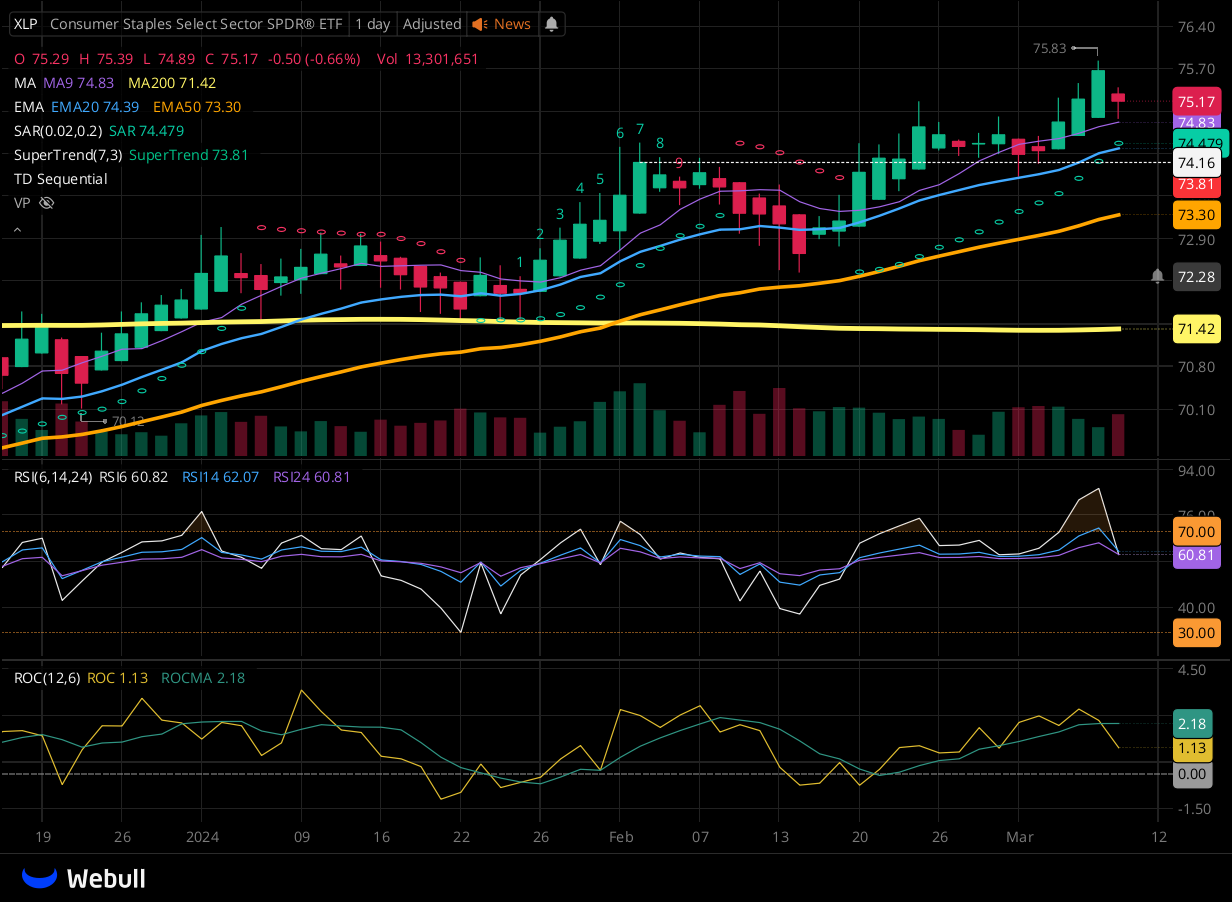 XLP Consumer Staples Select Sector SPDR® ETF 1 day Adjusted News
O 75.29 H 75.39 L 74.89 C 75.17 -0.50 (-0.66%) Vol 13,301,651
MA MA9 74.83 MA200 71.42
EMA EMA20 74.39 EMA50 73.30
SAR(0.02,0.2) SAR 74.479
SuperTrend(7,3) SuperTrend 73.81
TD Sequential
VP
75.83
1 2 3 4 5 6 7 8 9
70.12
76.40
75.70
75.17
74.83
74.479
74.16
73.81
73.30
72.90
72.28
71.42
70.80
70.10
RSI(6,14,24) RSI6 60.82 RSI14 62.07 RSI24 60.81
94.00
76.00
70.00
60.81
40.00
30.00
ROC(12,6) ROC 1.13 ROCMA 2.18
4.50
2.18
1.13
0.00
-1.50
19 26 2024 09 16 22 26 Feb 07 13 20 26 Mar 12
Webull